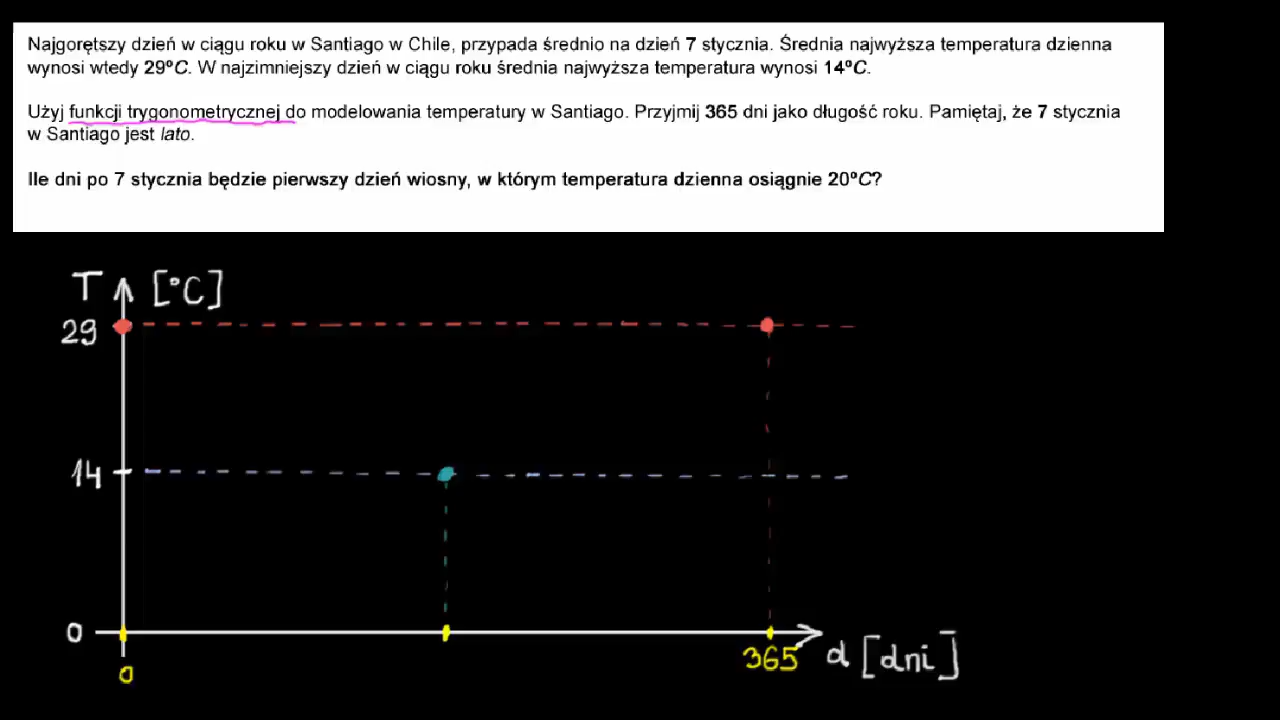 Najgorętszy dzień w ciągu roku w Santiago w Chile, przypada średnio na dzień 7 stycznia. Średnia najwyższa temperatura dzienna
wynosi wtedy 29ºC. W najzimniejszy dzień w ciągu roku średnia najwyższa temperatura wynosi 14ºC.
Użyj funkcji trygonometrycznej do modelowania temperatury w Santiago. Przyjmij 365 dni jako długość roku. Pamiętaj, że 7 stycznia
w Santiago jest lato.
Ile dni po 7 stycznia będzie pierwszy dzień wiosny, w którym temperatura dzienna osiągnie 20ºC?
T [°C]
29
14
0
0
365
d [dni]